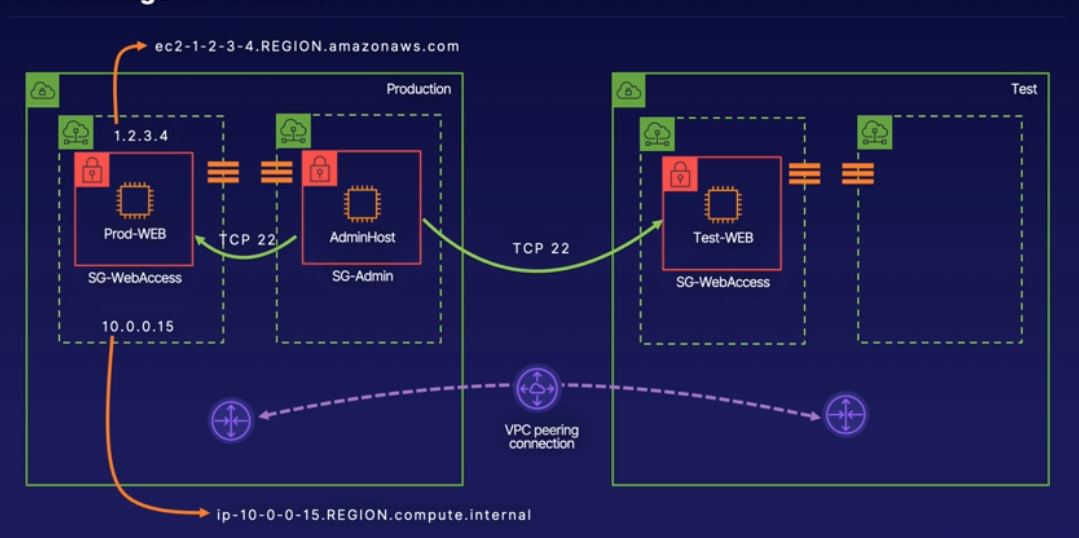 ec2-1-2-3-4.REGION.amazonaws.com
Production
Test
1.2.3.4
Prod-WEB
TCP 22
AdminHost
TCP 22
Test-WEB
SG-WebAccess
SG-Admin
SG-WebAccess
10.0.0.15
VPC peering
connection
ip-10-0-0-15.REGION.compute.internal